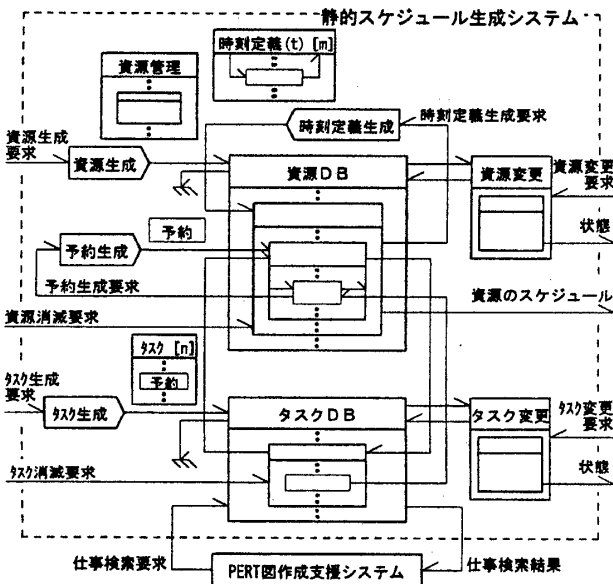 静的スケジュール生成システム
時刻定義(t) [m]
資源管理
時刻定義生成
時刻定義生成要求
資源生成
要求
資源生成
資源DB
資源変更
資源変更
要求
状態
予約
予約生成
予約生成要求
資源のスケジュール
資源消滅要求
タスク [n]
予約
タスク生成
要求
タスク生成
タスクDB
タスク変更
タスク変更
要求
状態
タスク消滅要求
仕事検索要求
PERT図作成支援システム
仕事検索結果